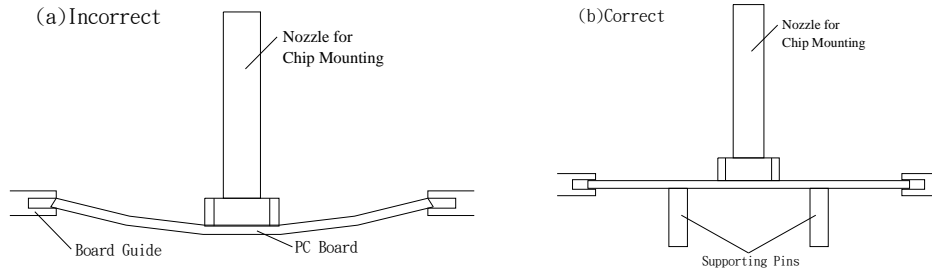 (a)Incorrect
Nozzle for
Chip Mounting
Board Guide
PC Board
(b)Correct
Nozzle for
Chip Mounting
Supporting Pins